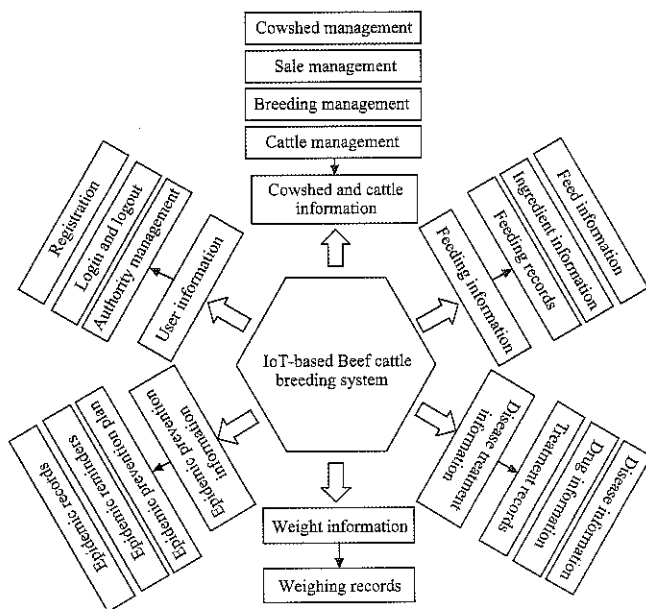 Cowshed management
Sale management
Breeding management
Cattle management
Cowshed and cattle
information
Registration
Login and logout
Authority management
User information
Feeding information
Feeding records
Ingredient information
Feed information
IoT-based Beef cattle
breeding system
Epidemic prevention
information
Epidemic prevention plan
Epidemic reminders
Epidemic records
Disease treatment
information
Treatment records
Drug information
Disease information
Weight information
Weighing records